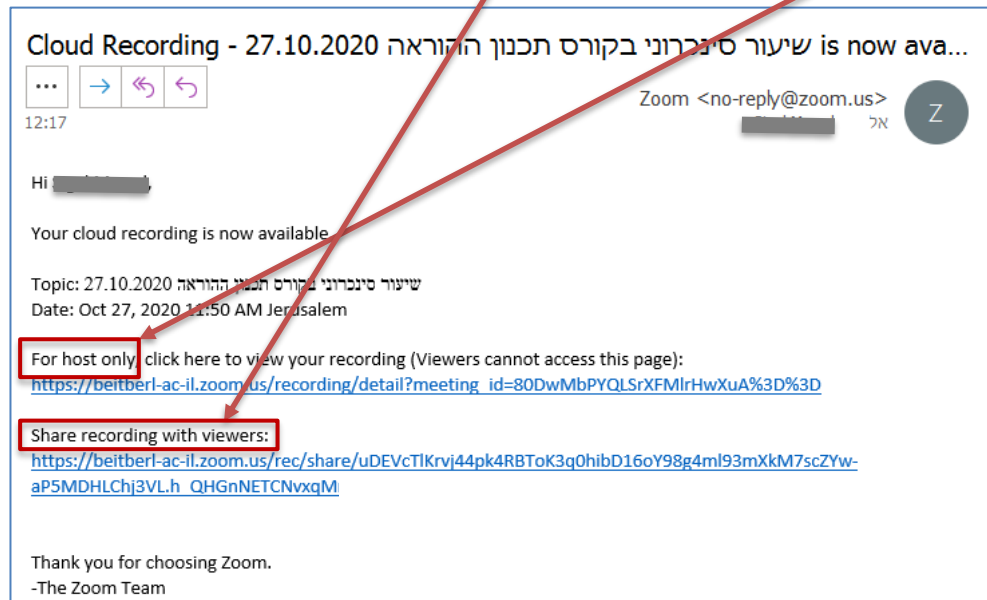 Cloud Recording - 27.10.2020 שיעור סינכרוני בקורס תכנון ההוראה is now ava...
Zoom <no-reply@zoom.us>
12:17
אל
Z
Hi
Your cloud recording is now available.
Topic: 27.10.2020 שיעור סינכרוני בקורס תכנון ההוראה
Date: Oct 27, 2020 11:50 AM Jerusalem
For host only, click here to view your recording (Viewers cannot access this page):
https://beitberl-ac-il.zoom.us/recording/detail?meeting_id=80DwMbPYQLSrXFMlrHwXuA%3D%3D
Share recording with viewers:
https://beitberl-ac-il.zoom.us/rec/share/uDEVcTlKrvj44pk4RBToK3q0hibD16oY98g4ml93mXkM7scZYw-
aP5MDHLChj3VL.h_QHGnNETCNvxqM
Thank you for choosing Zoom.
-The Zoom Team